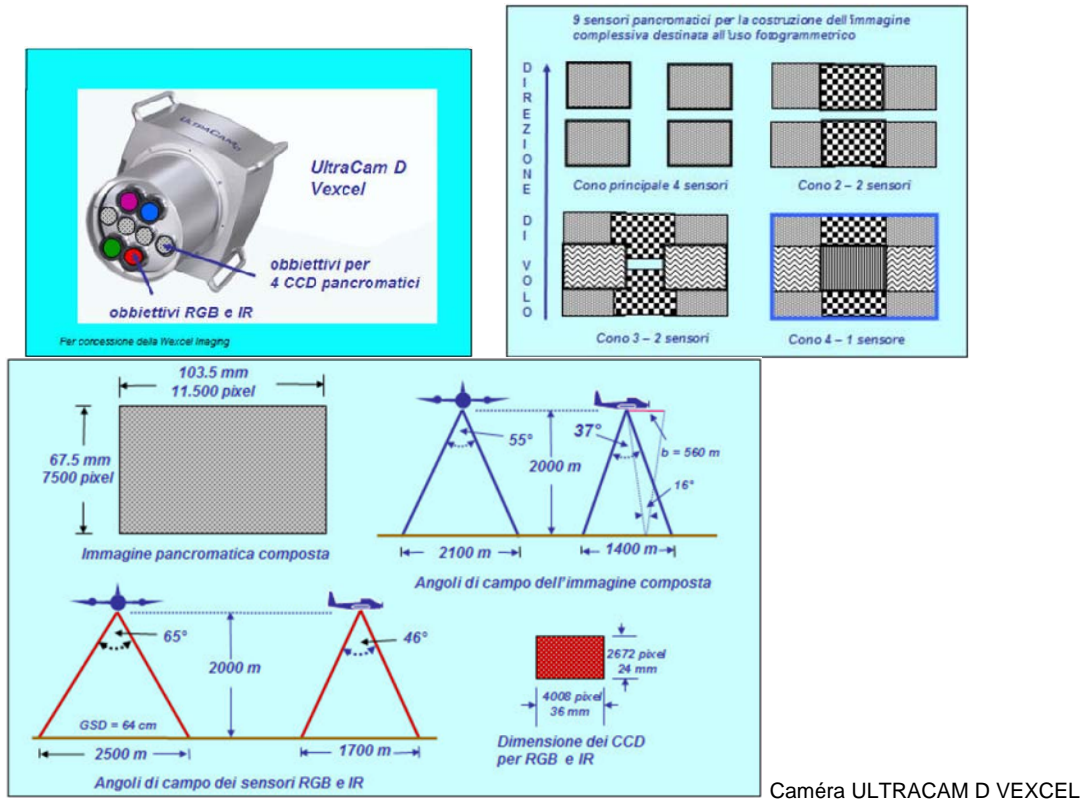 ULTRACAM D
UltraCam D
Vexcel
obbiettivi per
4 CCD pancromatici
obbiettivi RGB e IR
Per concessione della Wexcel Imaging
9 sensori pancromatici per la costruzione dell'immagine
complessiva destinata all'uso fotogrammetrico
DIREZIONE DI VOLO
Cono principale 4 sensori
Cono 2 – 2 sensori
Cono 3 – 2 sensori
Cono 4 – 1 sensore
103.5 mm
11.500 pixel
67.5 mm
7500 pixel
Immagine pancromatica composta
55°
37°
2000 m
b = 560 m
16°
2100 m
1400 m
Angoli di campo dell'immagine composta
65°
46°
2000 m
GSD = 64 cm
2500 m
1700 m
Angoli di campo dei sensori RGB e IR
2672 pixel
24 mm
4008 pixel
36 mm
Dimensione dei CCD
per RGB e IR
Caméra ULTRACAM D VEXCEL